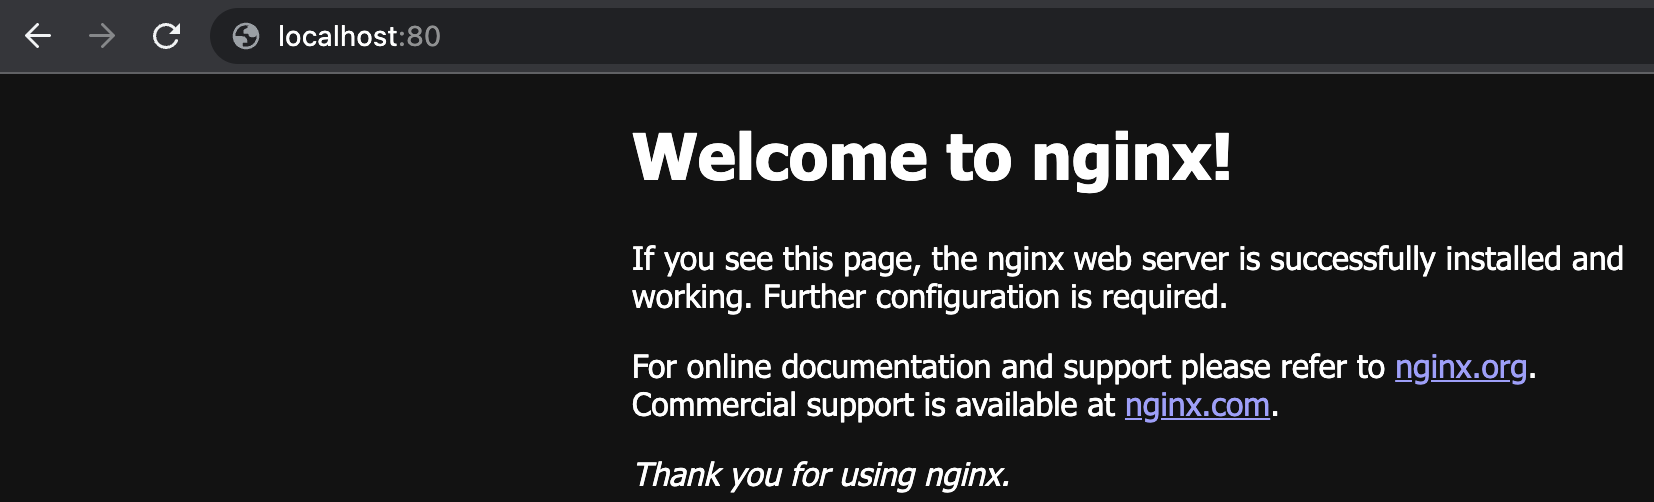 localhost:80
Welcome to nginx!
If you see this page, the nginx web server is successfully installed and
working. Further configuration is required.
For online documentation and support please refer to nginx.org.
Commercial support is available at nginx.com.
Thank you for using nginx.